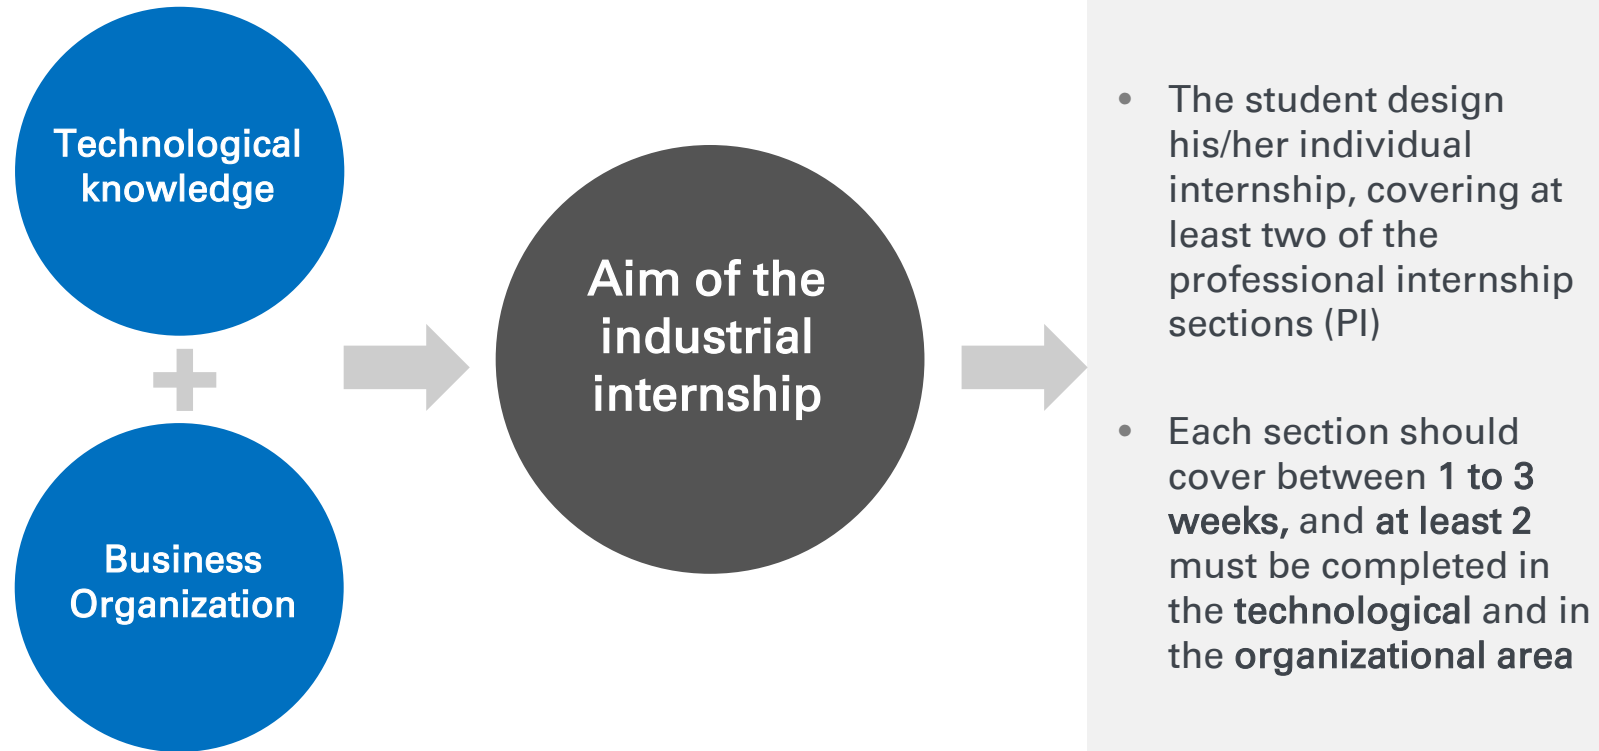 Technological
knowledge
Business
Organization
Aim of the
industrial
internship
• The student design
his/her individual
internship, covering at
least two of the
professional internship
sections (PI)
• Each section should
cover between 1 to 3
weeks, and at least 2
must be completed in
the technological and in
the organizational area